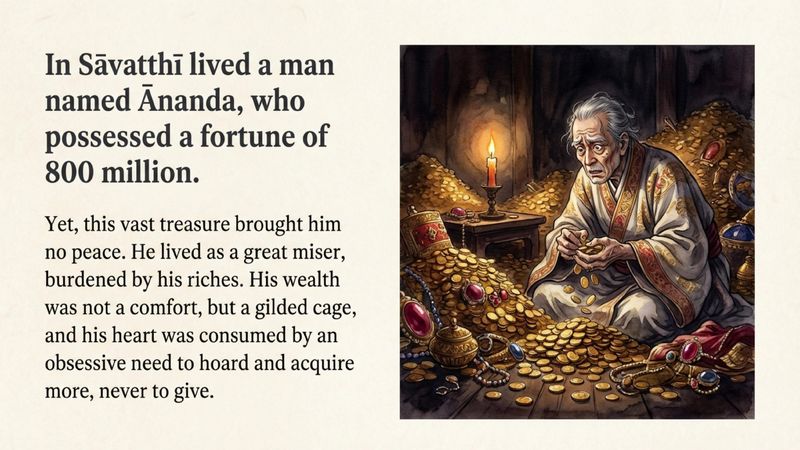 In Sāvatthī lived a man
named Ānanda, who
possessed a fortune of
800 million.
Yet, this vast treasure brought him
no peace. He lived as a great miser,
burdened by his riches. His wealth
was not a comfort, but a gilded cage,
and his heart was consumed by an
obsessive need to hoard and acquire
more, never to give.